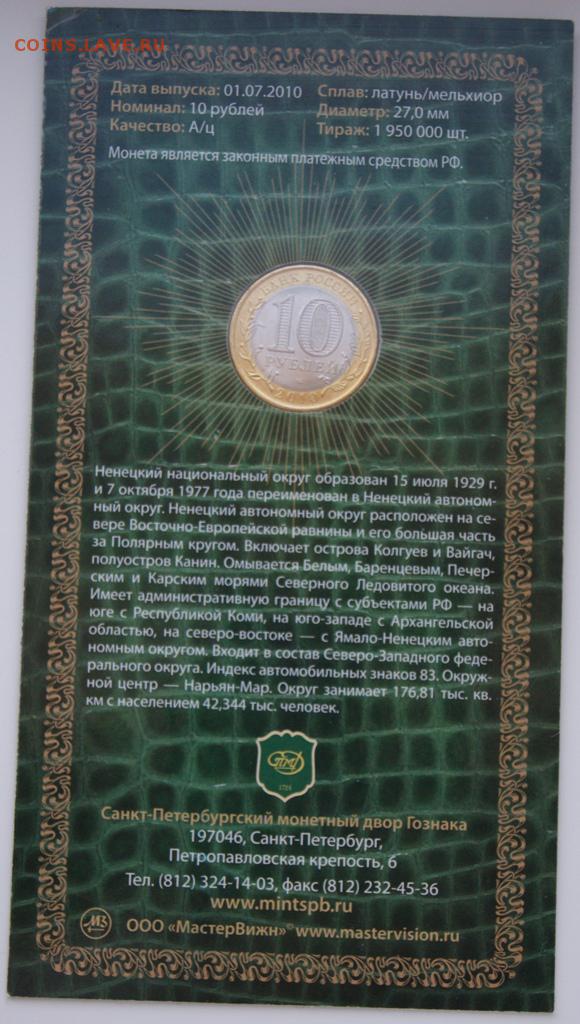 COINS.LAVE.RU
Дата выпуска: 01.07.2010 Сплав: латунь/мельхиор
Номинал: 10 рублей Диаметр: 27,0 мм
Качество: А/ц Тираж: 1 950 000 шт.
Монета является законным платежным средством РФ.
БАНК РОССИИ
10
РУБЛЕЙ
2010
Ненецкий национальный округ образован 15 июля 1929 г.
и 7 октября 1977 года переименован в Ненецкий автоном-
ный округ. Ненецкий автономный округ расположен на се-
вере Восточно-Европейской равнины и его большая часть
за Полярным кругом. Включает острова Колгуев и Вайгач,
полуостров Канин. Омывается Белым, Баренцевым, Печер-
ским и Карским морями Северного Ледовитого океана.
Имеет административную границу с субъектами РФ — на
юге с Республикой Коми, на юго-западе с Архангельской
областью, на северо-востоке — с Ямало-Ненецким авто-
номным округом. Входит в состав Северо-Западного феде-
рального округа. Индекс автомобильных знаков 83. Окруж-
ной центр — Нарьян-Мар. Округ занимает 176,81 тыс. кв.
км с населением 42,344 тыс. человек.
1724
Санкт-Петербургский монетный двор Гознака
197046, Санкт-Петербург,
Петропавловская крепость, 6
Тел. (812) 324-14-03, факс (812) 232-45-36
www.mintspb.ru
ООО «МастерВижн»© www.mastervision.ru